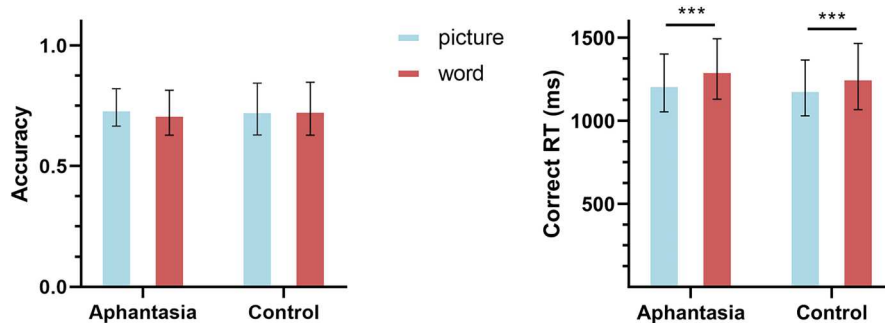 Accuracy
1.0
0.5
0.0
Aphantasia
Control
picture
word
Correct RT (ms)
1500
1000
500
***
***
Aphantasia
Control